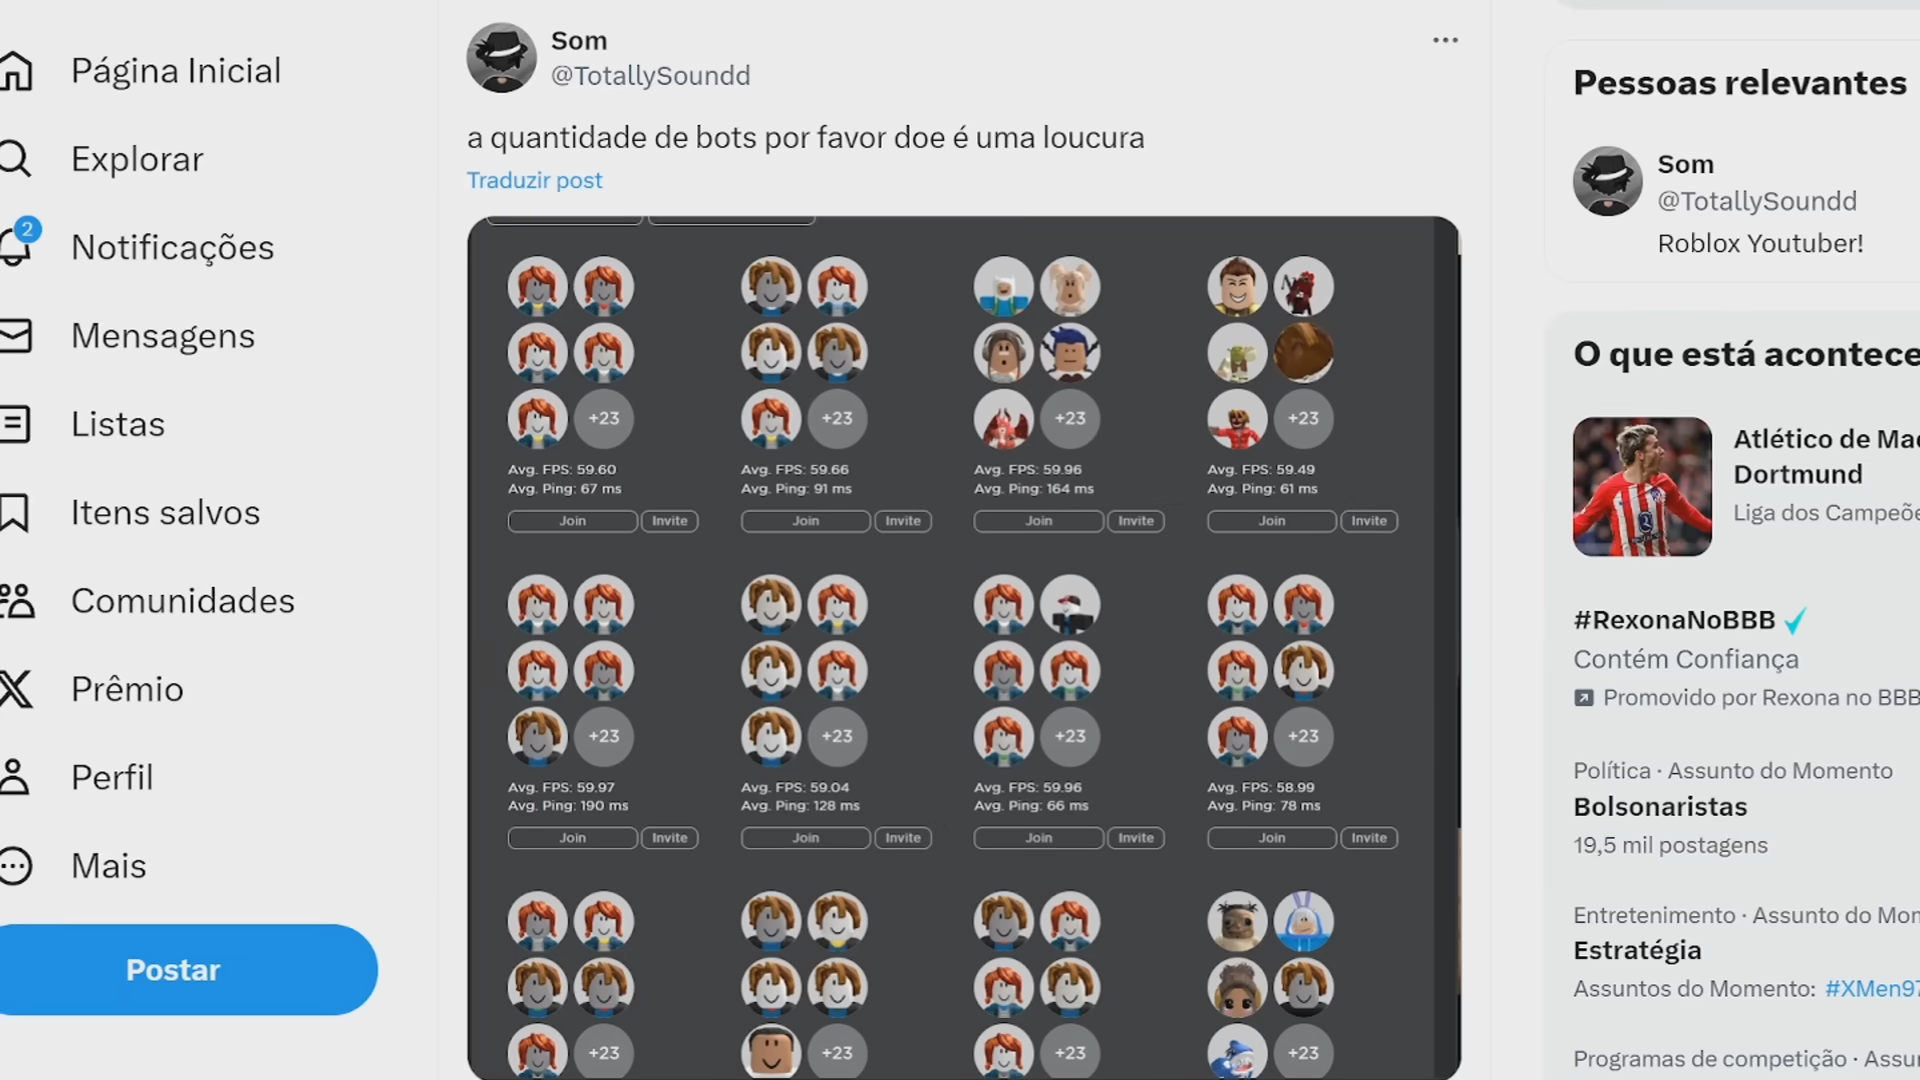 Página Inicial
Explorar
2
Notificações
Mensagens
Listas
Itens salvos
Comunidades
Prêmio
Perfil
Mais
Postar
Som
@TotallySoundd
a quantidade de bots por favor doe é uma loucura
Traduzir post
+23 +23 +23 +23
Avg. FPS: 59.60 Avg. FPS: 59.66 Avg. FPS: 59.96 Avg. FPS: 59.49
Avg. Ping: 67 ms Avg. Ping: 91 ms Avg. Ping: 164 ms Avg. Ping: 61 ms
Join Invite Join Invite Join Invite Join Invite
+23 +23 +23 +23
Avg. FPS: 59.97 Avg. FPS: 59.04 Avg. FPS: 59.96 Avg. FPS: 58.99
Avg. Ping: 190 ms Avg. Ping: 128 ms Avg. Ping: 66 ms Avg. Ping: 78 ms
Join Invite Join Invite Join Invite Join Invite
+23 +23 +23 +23
Pessoas relevantes
Som
@TotallySoundd
Roblox Youtuber!
O que está acontece
Atlético de Mad
Dortmund
Liga dos Campeõe
#RexonaNoBBB
Contém Confiança
Promovido por Rexona no BBB
Política · Assunto do Momento
Bolsonaristas
19,5 mil postagens
Entretenimento · Assunto do Mom
Estratégia
Assuntos do Momento: #XMen97
Programas de competição · Assu